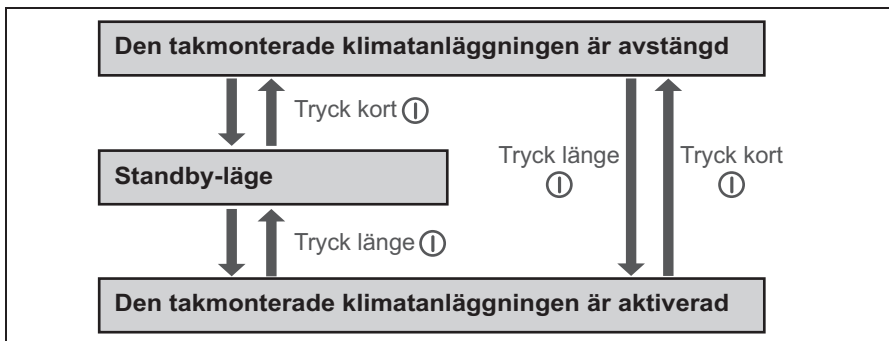 Den takmonterade klimatanläggningen är avstängd
Tryck kort
Tryck länge
Tryck kort
Standby-läge
Tryck länge
Den takmonterade klimatanläggningen är aktiverad